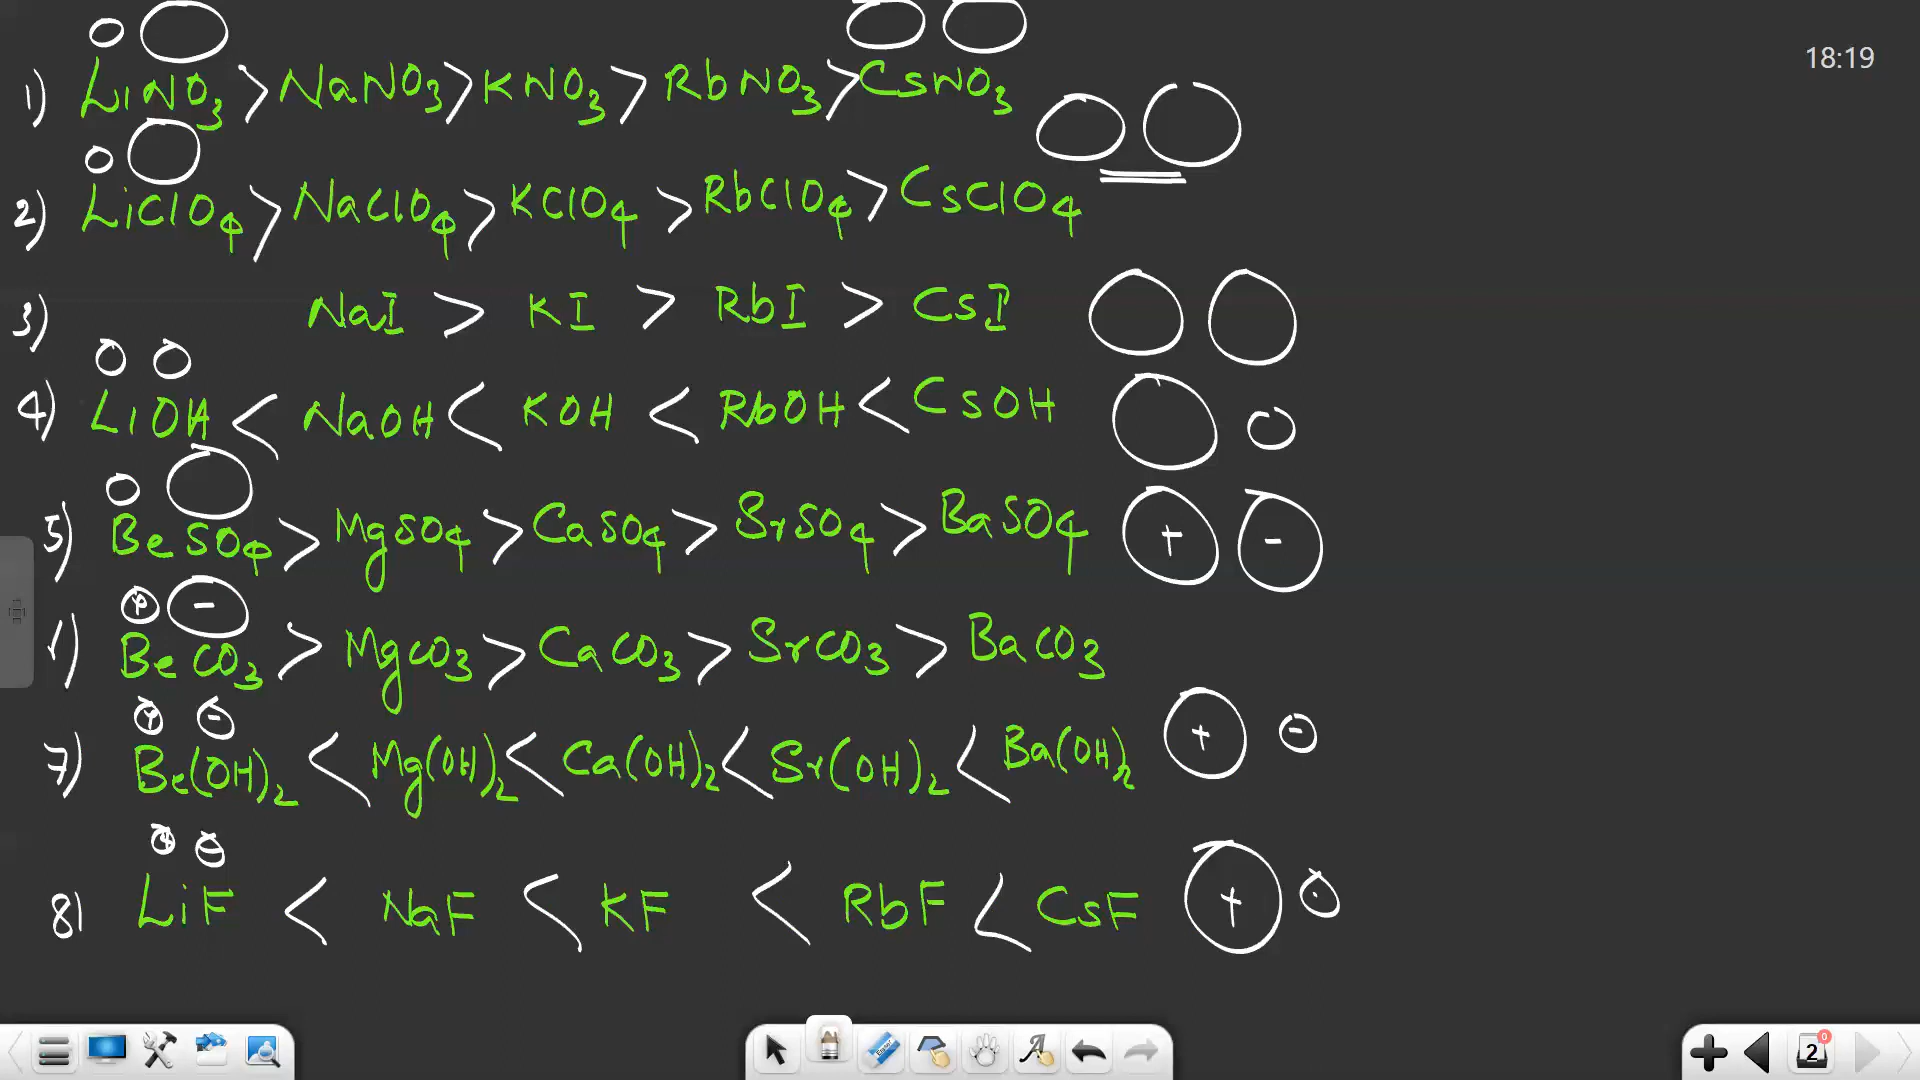 18:19
1) LiNO3 > NaNO3 > KNO3 > RbNO3 > CsNO3
2) LiClO4 > NaClO4 > KClO4 > RbClO4 > CsClO4
3) NaI > KI > RbI > CsI
4) LiOH < NaOH < KOH < RbOH < CsOH
5) BeSO4 > MgSO4 > CaSO4 > SrSO4 > BaSO4 + -
+ -
1) BeCO3 > MgCO3 > CaCO3 > SrCO3 > BaCO3
+ -
7) Be(OH)2 < Mg(OH)2 < Ca(OH)2 < Sr(OH)2 < Ba(OH)2 + -
+ -
8) LiF < NaF < KF < RbF < CsF + -
Eraser
A
2
0